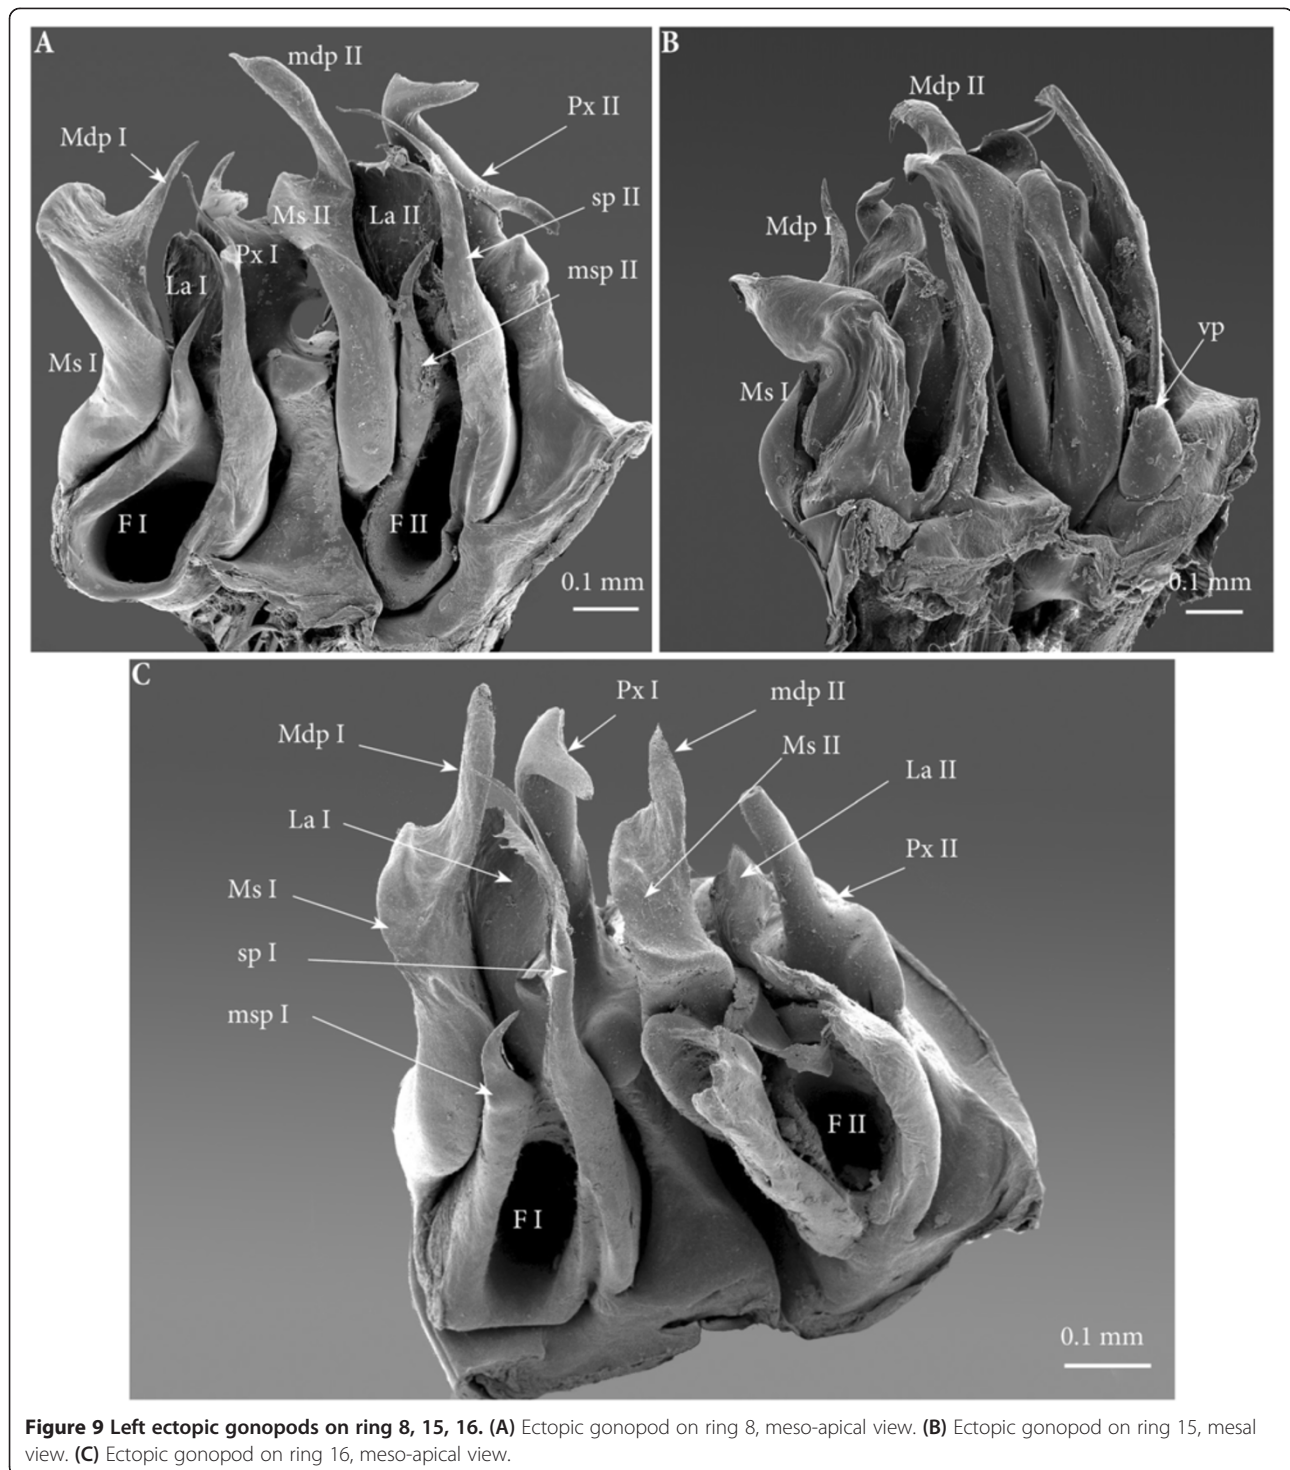 A
mdp II
Px II
Mdp I
sp II
Ms II
La II
Px I
msp II
La I
Ms I
F I
F II
0.1 mm
B
Mdp II
Mdp I
Ms I
vp
0.1 mm
C
Px I
mdp II
Mdp I
Ms II
La II
La I
Px II
Ms I
sp I
msp I
F II
F I
0.1 mm
Figure 9 Left ectopic gonopods on ring 8, 15, 16. (A) Ectopic gonopod on ring 8, meso-apical view. (B) Ectopic gonopod on ring 15, mesal
view. (C) Ectopic gonopod on ring 16, meso-apical view.